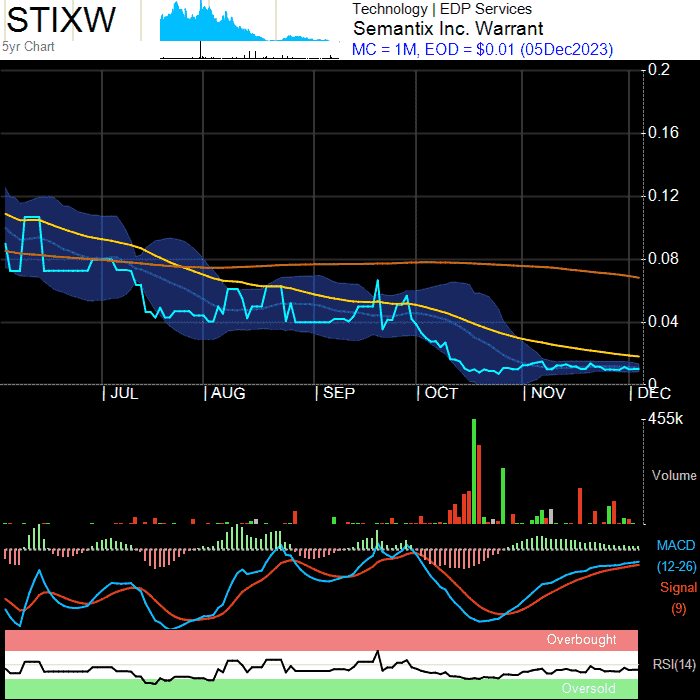 STIXW
5yr Chart
Technology | EDP Services
Semantix Inc. Warrant
MC = 1M, EOD = $0.01 (05Dec2023)
0.2
0.16
0.12
0.08
0.04
0
JUL AUG SEP OCT NOV DEC
455k
Volume
MACD
(12-26)
Signal
(9)
Overbought
RSI(14)
Oversold